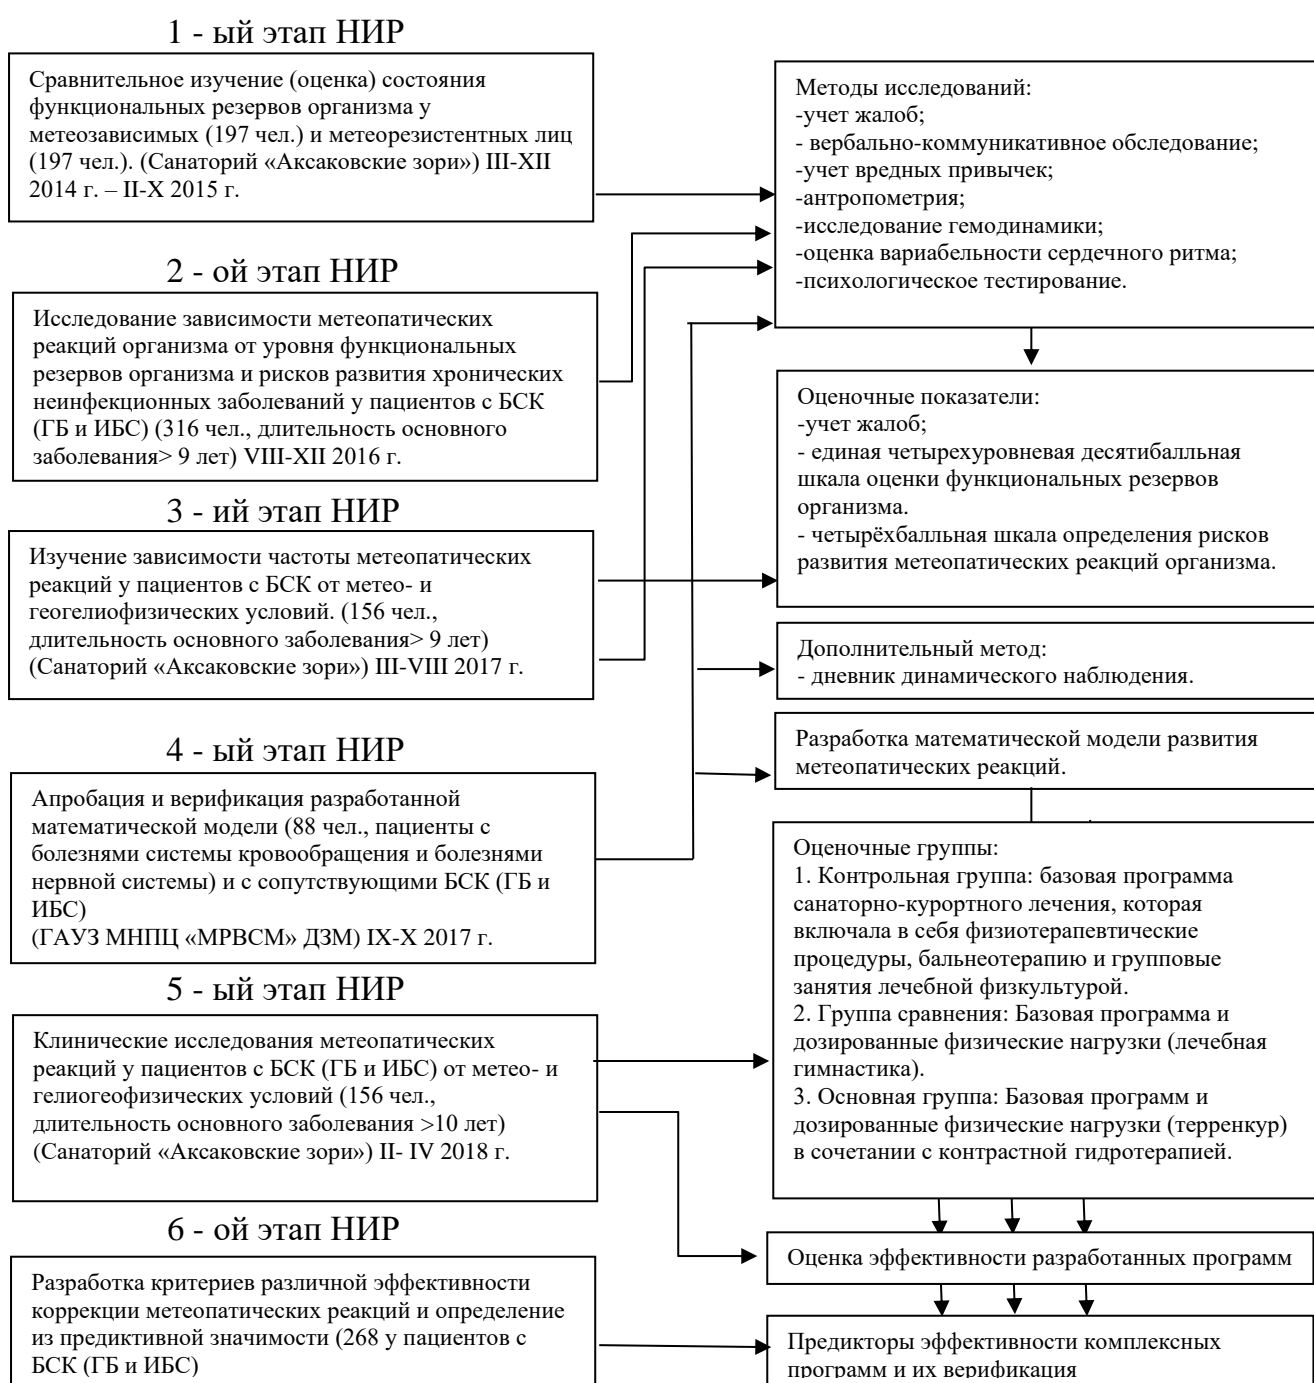 1 - ый этап НИР
Сравнительное изучение (оценка) состояния
функциональных резервов организма у
метеозависимых (197 чел.) и метеорезистентных лиц
(197 чел.). (Санаторий «Аксаковские зори») III-XII
2014 г. – II-X 2015 г.
2 - ой этап НИР
Исследование зависимости метеопатических
реакций организма от уровня функциональных
резервов организма и рисков развития хронических
неинфекционных заболеваний у пациентов с БСК
(ГБ и ИБС) (316 чел., длительность основного
заболевания> 9 лет) VIII-XII 2016 г.
3 - ий этап НИР
Изучение зависимости частоты метеопатических
реакций у пациентов с БСК от метео- и
геогелиофизических условий. (156 чел.,
длительность основного заболевания> 9 лет)
(Санаторий «Аксаковские зори») III-VIII 2017 г.
4 - ый этап НИР
Апробация и верификация разработанной
математической модели (88 чел., пациенты с
болезнями системы кровообращения и болезнями
нервной системы) и с сопутствующими БСК (ГБ и
ИБС)
(ГАУЗ МНПЦ «МРВСМ» ДЗМ) IX-X 2017 г.
5 - ый этап НИР
Клинические исследования метеопатических
реакций у пациентов с БСК (ГБ и ИБС) от метео- и
гелиогеофизических условий (156 чел.,
длительность основного заболевания >10 лет)
(Санаторий «Аксаковские зори») II- IV 2018 г.
6 - ой этап НИР
Разработка критериев различной эффективности
коррекции метеопатических реакций и определение
из предиктивной значимости (268 у пациентов с
БСК (ГБ и ИБС)
Методы исследований:
-учет жалоб;
- вербально-коммуникативное обследование;
-учет вредных привычек;
-антропометрия;
-исследование гемодинамики;
-оценка вариабельности сердечного ритма;
-психологическое тестирование.
Оценочные показатели:
-учет жалоб;
- единая четырехуровневая десятибалльная
шкала оценки функциональных резервов
организма.
- четырёхбалльная шкала определения рисков
развития метеопатических реакций организма.
Дополнительный метод:
- дневник динамического наблюдения.
Разработка математической модели развития
метеопатических реакций.
Оценочные группы:
1. Контрольная группа: базовая программа
санаторно-курортного лечения, которая
включала в себя физиотерапевтические
процедуры, бальнеотерапию и групповые
занятия лечебной физкультурой.
2. Группа сравнения: Базовая программа и
дозированные физические нагрузки (лечебная
гимнастика).
3. Основная группа: Базовая программ и
дозированные физические нагрузки (терренкур)
в сочетании с контрастной гидротерапией.
Оценка эффективности разработанных программ
Предикторы эффективности комплексных
программ и их верификация